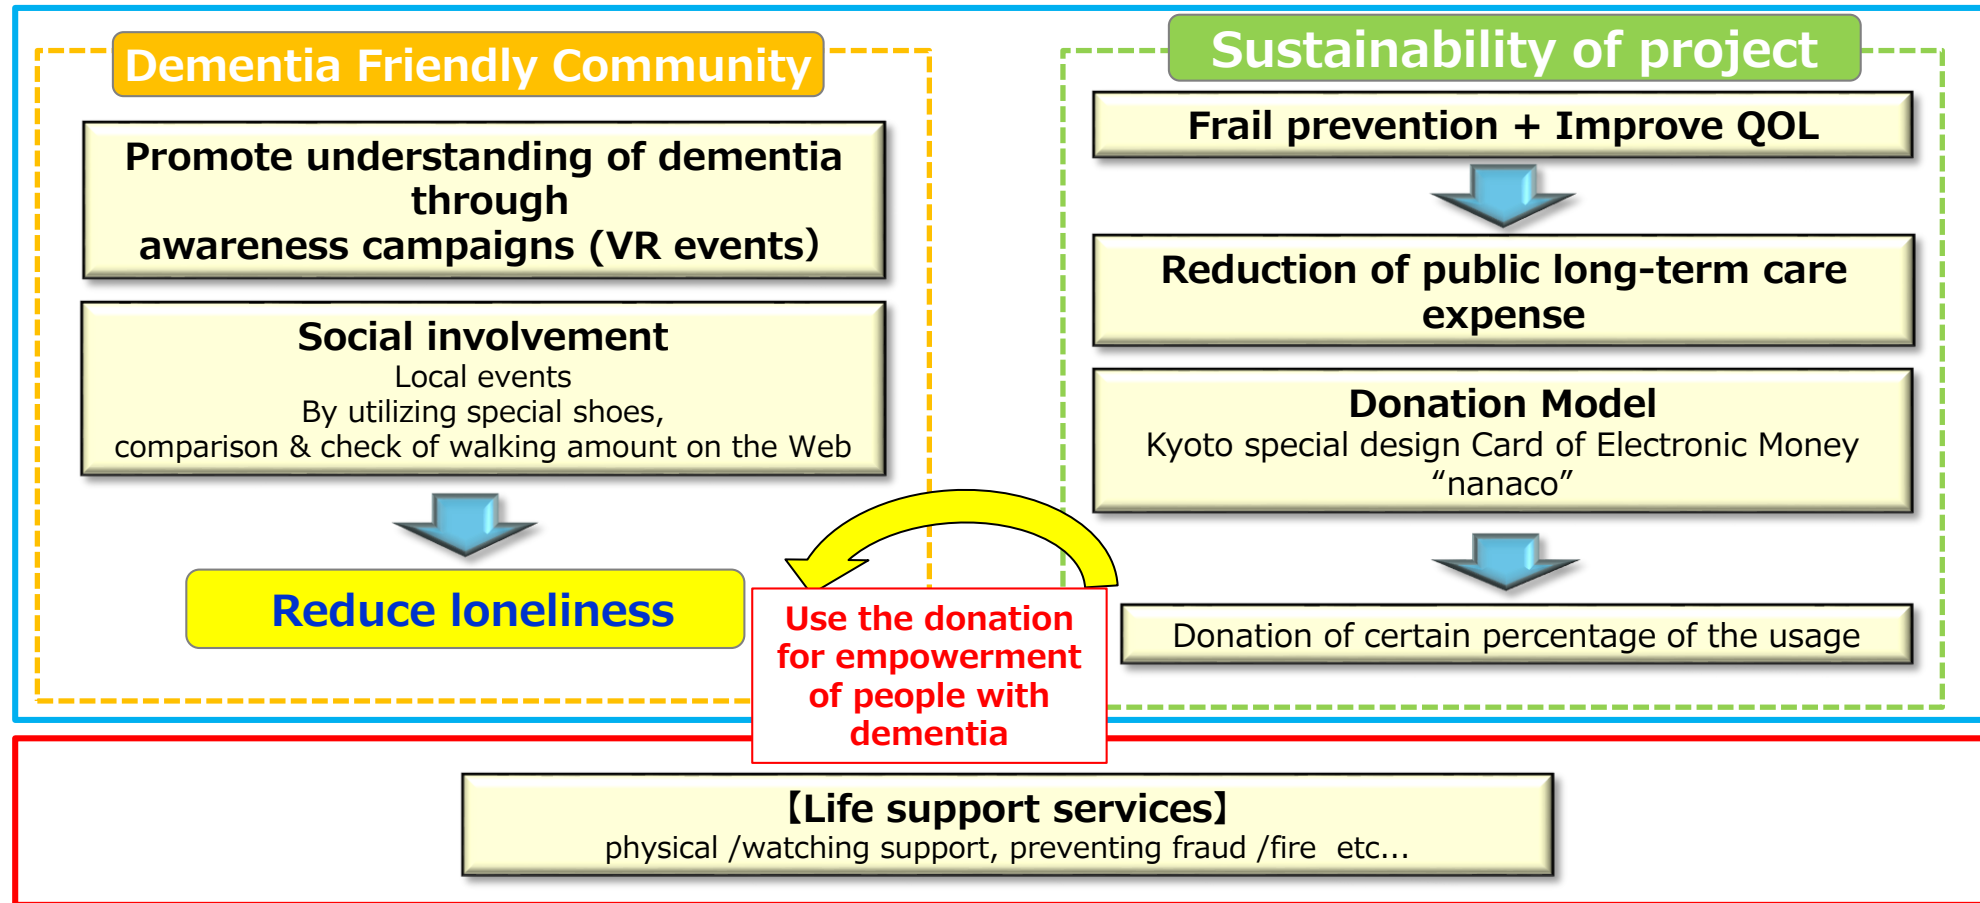 Dementia Friendly Community
Promote understanding of dementia
through
awareness campaigns (VR events）
Social involvement
Local events
By utilizing special shoes,
comparison & check of walking amount on the Web
Reduce loneliness
Sustainability of project
Frail prevention + Improve QOL
Reduction of public long-term care
expense
Donation Model
Kyoto special design Card of Electronic Money
“nanaco”
Donation of certain percentage of the usage
Use the donation
for empowerment
of people with
dementia
【Life support services】
physical /watching support, preventing fraud /fire etc...